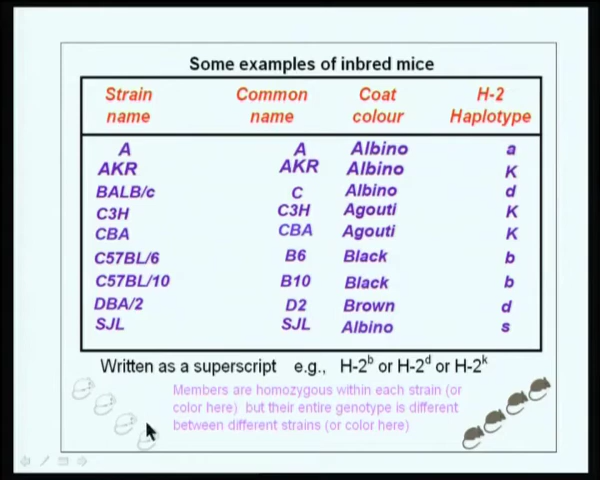 Some examples of inbred mice
Strain name Common name Coat colour H-2 Haplotype
A A Albino a
AKR AKR Albino K
BALB/c C Albino d
C3H C3H Agouti K
CBA CBA Agouti K
C57BL/6 B6 Black b
C57BL/10 B10 Black b
DBA/2 D2 Brown d
SJL SJL Albino s
Written as a superscript e.g., H-2ᵇ or H-2ᵈ or H-2ᵏ
Members are homozygous within each strain (or
color here) but their entire genotype is different
between different strains (or color here)